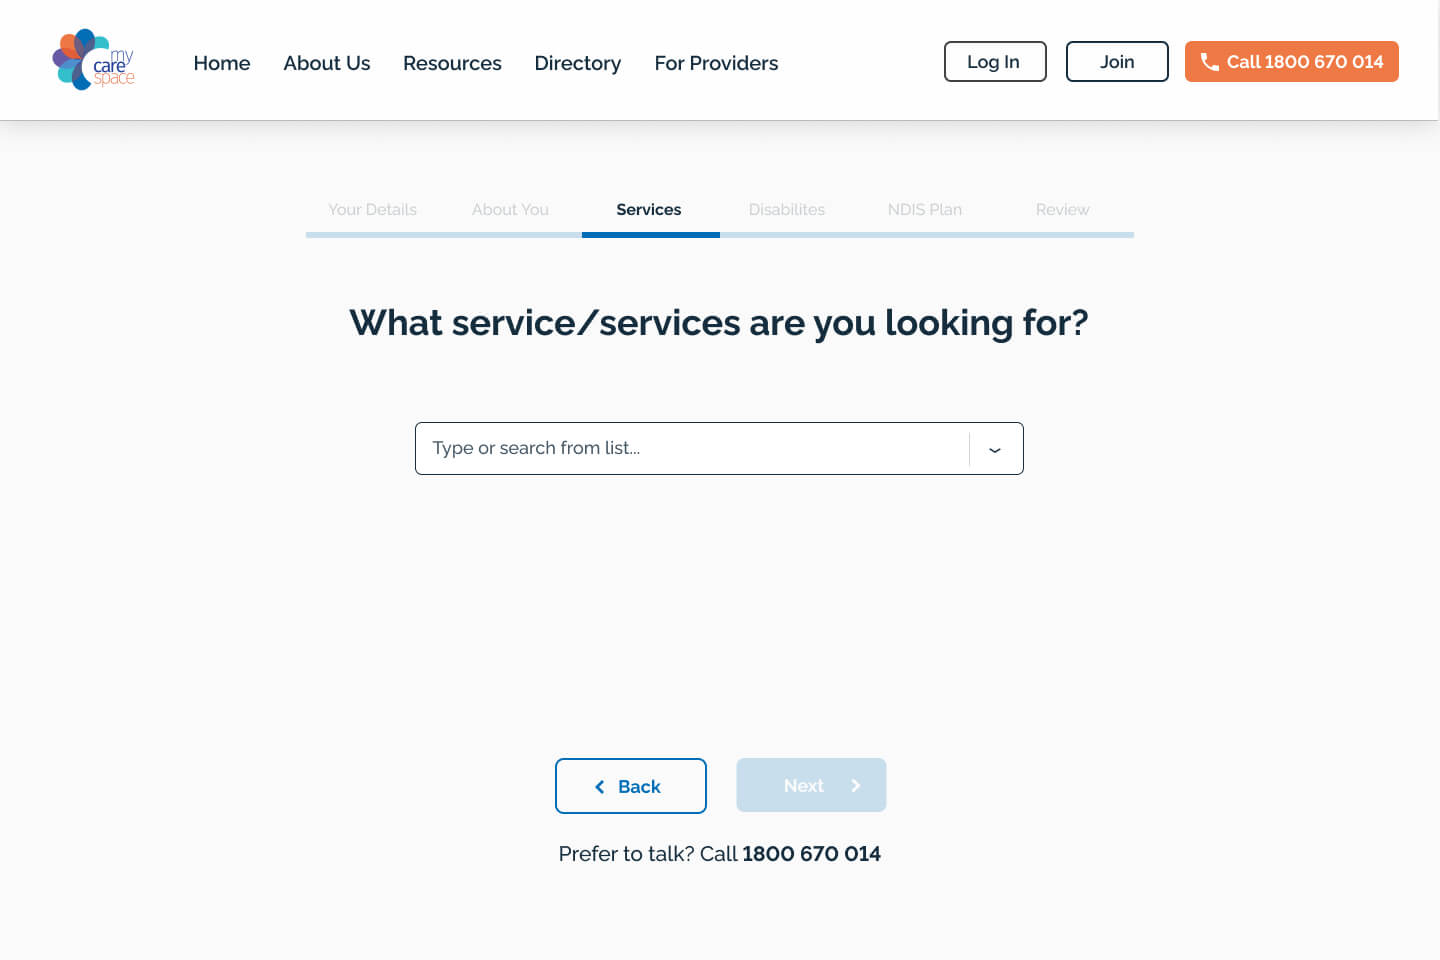 my
care
space
Home About Us Resources Directory For Providers Log In Join Call 1800 670 014
Your Details About You Services Disabilites NDIS Plan Review
What service/services are you looking for?
Type or search from list...
Back Next
Prefer to talk? Call 1800 670 014